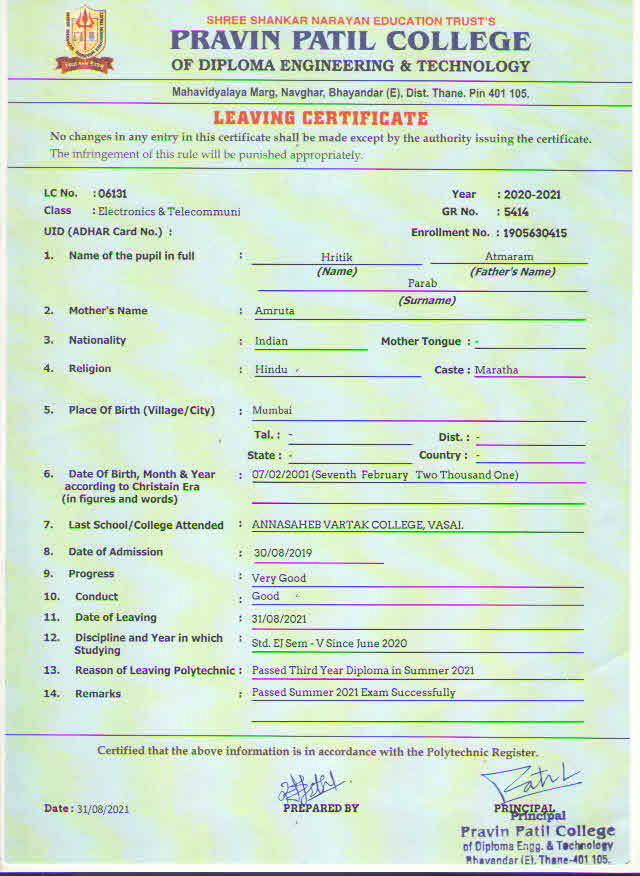 SHREE SHANKAR NARAYAN EDUCATION TRUST'S
PRAVIN PATIL COLLEGE
OF DIPLOMA ENGINEERING & TECHNOLOGY
Mahavidyalaya Marg, Navghar, Bhayandar (E), Dist. Thane. Pin 401 105.
LEAVING CERTIFICATE
No changes in any entry in this certificate shall be made except by the authority issuing the certificate.
The infringement of this rule will be punished appropriately.
LC No. : 06131 Year : 2020-2021
Class : Electronics & Telecommuni GR No. : 5414
UID (ADHAR Card No.) : Enrollment No. : 1905630415
1. Name of the pupil in full : Hritik Atmaram
(Name) (Father's Name)
Parab
(Surname)
2. Mother's Name : Amruta
3. Nationality : Indian Mother Tongue : -
4. Religion : Hindu Caste : Maratha
5. Place Of Birth (Village/City) : Mumbai
Tal. : - Dist. : -
State : - Country : -
6. Date Of Birth, Month & Year : 07/02/2001 (Seventh February Two Thousand One)
according to Christain Era
(in figures and words)
7. Last School/College Attended : ANNASAHEB VARTAK COLLEGE, VASAI.
8. Date of Admission : 30/08/2019
9. Progress : Very Good
10. Conduct : Good
11. Date of Leaving : 31/08/2021
12. Discipline and Year in which : Std. EJ Sem - V Since June 2020
Studying
13. Reason of Leaving Polytechnic : Passed Third Year Diploma in Summer 2021
14. Remarks : Passed Summer 2021 Exam Successfully
Certified that the above information is in accordance with the Polytechnic Register.
Date : 31/08/2021 PREPARED BY PRINCIPAL
Principal
Pravin Patil College
of Diploma Engg. & Technology
Bhayandar (E), Thane-401 105.